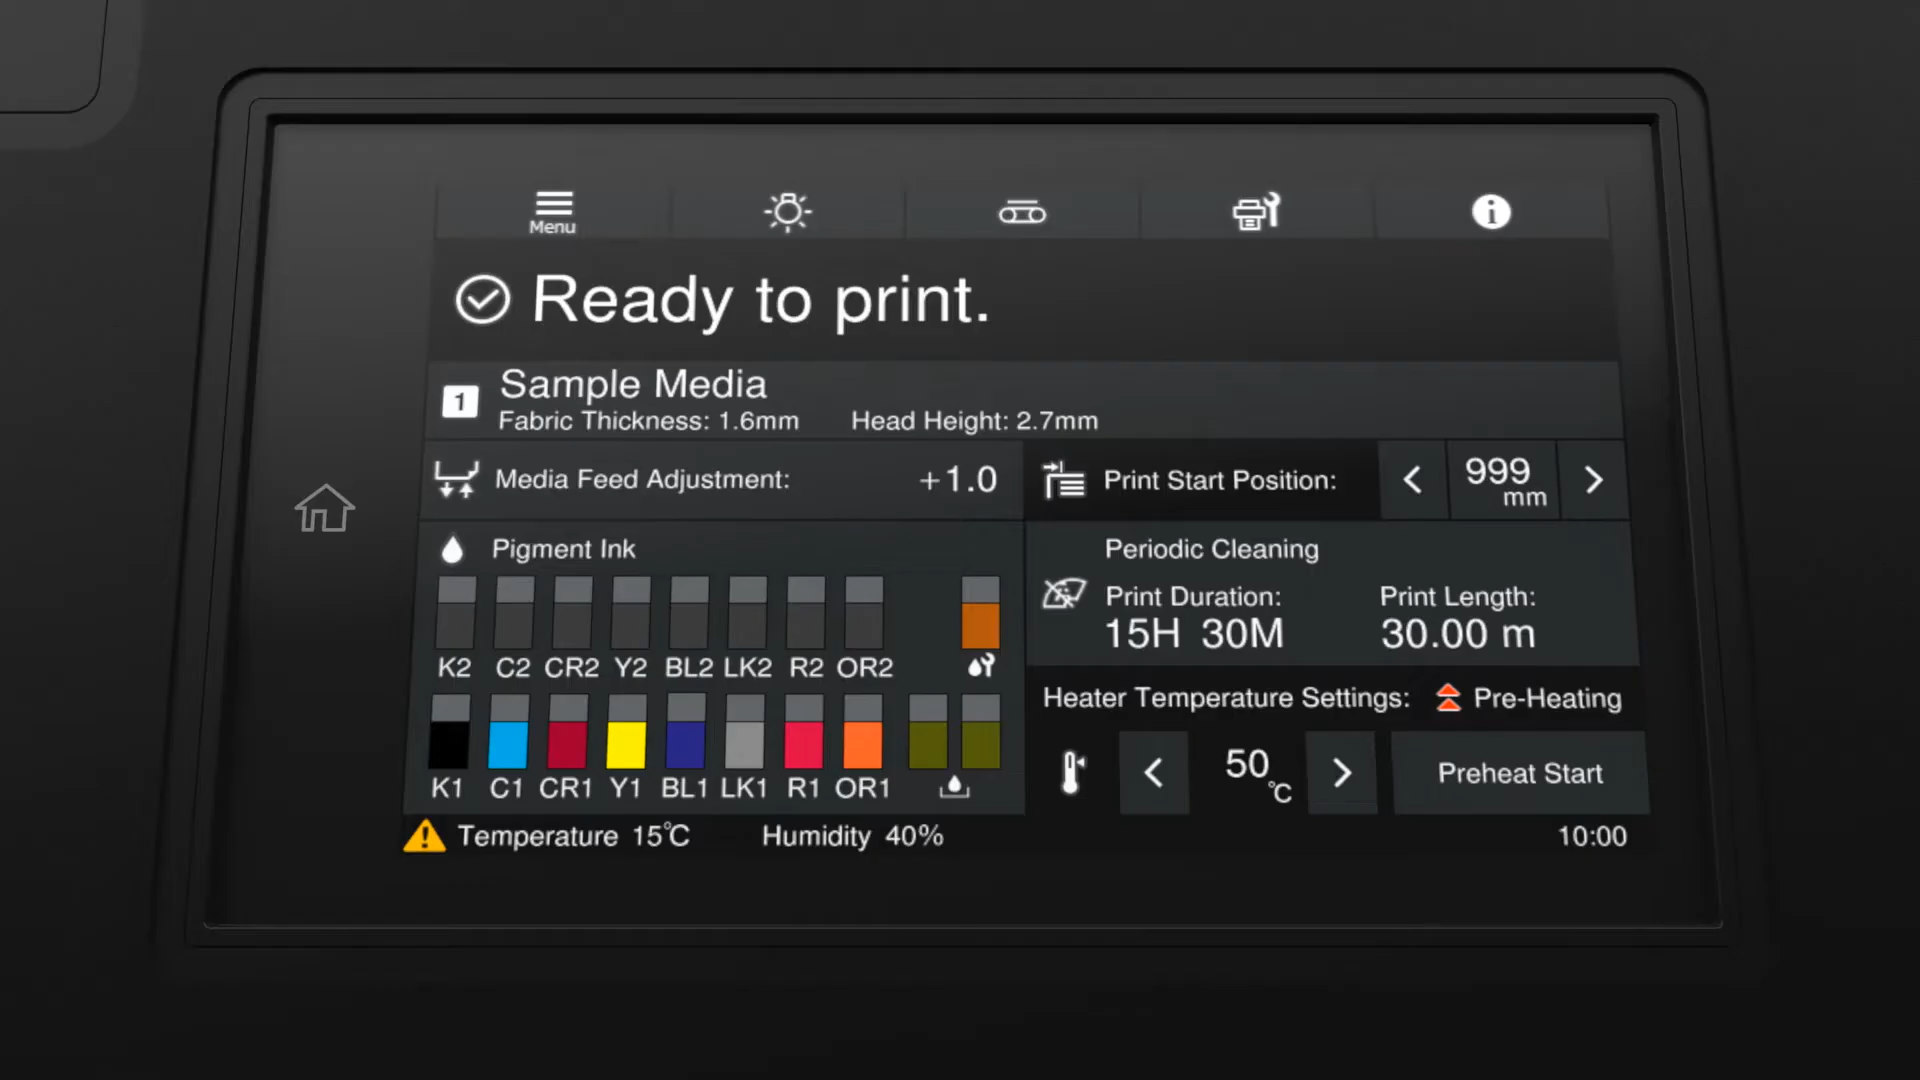 Menu
Ready to print.
1
Sample Media
Fabric Thickness: 1.6mm Head Height: 2.7mm
Media Feed Adjustment: +1.0
Print Start Position: 999 mm
Pigment Ink
K2 C2 CR2 Y2 BL2 LK2 R2 OR2
K1 C1 CR1 Y1 BL1 LK1 R1 OR1
Periodic Cleaning
Print Duration: Print Length:
15H 30M 30.00 m
Heater Temperature Settings: Pre-Heating
50℃ Preheat Start
Temperature 15℃ Humidity 40% 10:00